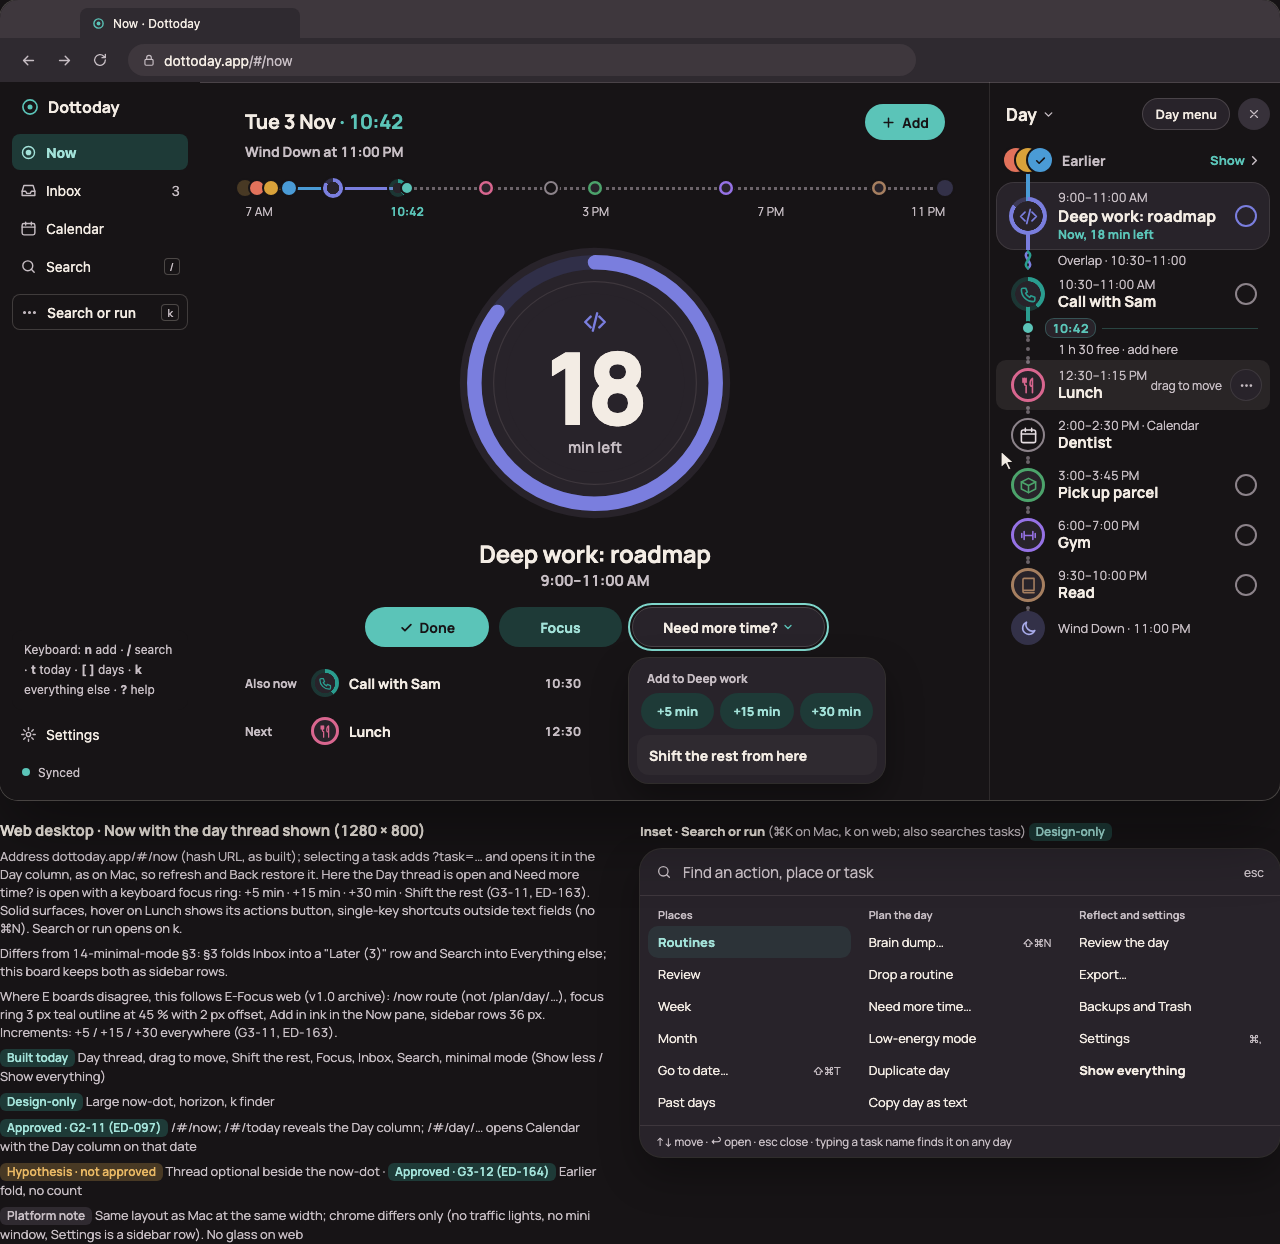 Now · Dottoday
dottoday.app/#/now
Dottoday
Now
Inbox 3
Calendar
Search /
Search or run k
Keyboard: n add · / search
· t today · [ ] days · k
everything else · ? help
Settings
Synced
Tue 3 Nov · 10:42
Wind Down at 11:00 PM
+ Add
7 AM 10:42 3 PM 7 PM 11 PM
18
min left
Deep work: roadmap
9:00–11:00 AM
Done
Focus
Need more time?
Also now Call with Sam 10:30
Next Lunch 12:30
Add to Deep work
+5 min +15 min +30 min
Shift the rest from here
Day
Day menu
Earlier Show
9:00–11:00 AM
Deep work: roadmap
Now, 18 min left
Overlap · 10:30–11:00
10:30–11:00 AM
Call with Sam
10:42
1 h 30 free · add here
12:30–1:15 PM
Lunch
drag to move
2:00–2:30 PM · Calendar
Dentist
3:00–3:45 PM
Pick up parcel
6:00–7:00 PM
Gym
9:30–10:00 PM
Read
Wind Down · 11:00 PM
Web desktop · Now with the day thread shown (1280 × 800)
Address dottoday.app/#/now (hash URL, as built); selecting a task adds ?task=… and opens it in the
Day column, as on Mac, so refresh and Back restore it. Here the Day thread is open and Need more
time? is open with a keyboard focus ring: +5 min · +15 min · +30 min · Shift the rest (G3-11, ED-163).
Solid surfaces, hover on Lunch shows its actions button, single-key shortcuts outside text fields (no
⌘N). Search or run opens on k.
Differs from 14-minimal-mode §3: §3 folds Inbox into a "Later (3)" row and Search into Everything else;
this board keeps both as sidebar rows.
Where E boards disagree, this follows E-Focus web (v1.0 archive): /now route (not /plan/day/…), focus
ring 3 px teal outline at 45 % with 2 px offset, Add in ink in the Now pane, sidebar rows 36 px.
Increments: +5 / +15 / +30 everywhere (G3-11, ED-163).
Built today Day thread, drag to move, Shift the rest, Focus, Inbox, Search, minimal mode (Show less /
Show everything)
Design-only Large now-dot, horizon, k finder
Approved · G2-11 (ED-097) /#/now; /#/today reveals the Day column; /#/day/… opens Calendar
with the Day column on that date
Hypothesis · not approved Thread optional beside the now-dot · Approved · G3-12 (ED-164) Earlier
fold, no count
Platform note Same layout as Mac at the same width; chrome differs only (no traffic lights, no mini
window, Settings is a sidebar row). No glass on web
Inset · Search or run (⌘K on Mac, k on web; also searches tasks) Design-only
Find an action, place or task esc
Places
Routines
Review
Week
Month
Go to date… ⇧⌘T
Past days
Plan the day
Brain dump… ⇧⌘N
Drop a routine
Need more time…
Low-energy mode
Duplicate day
Copy day as text
Reflect and settings
Review the day
Export…
Backups and Trash
Settings ⌘,
Show everything
↑↓ move · ↩ open · esc close · typing a task name finds it on any day